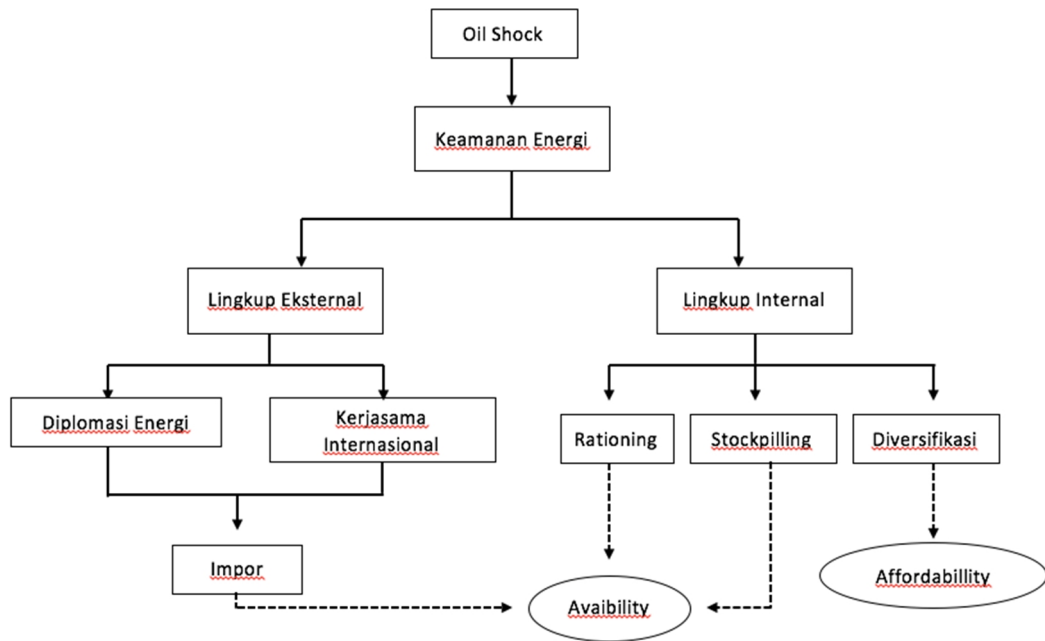 Oil Shock
Keamanan Energi
Lingkup Eksternal
Lingkup Internal
Diplomasi Energi
Kerjasama
Internasional
Rationing
Stockpilling
Diversifikasi
Impor
Avaibility
Affordabillity